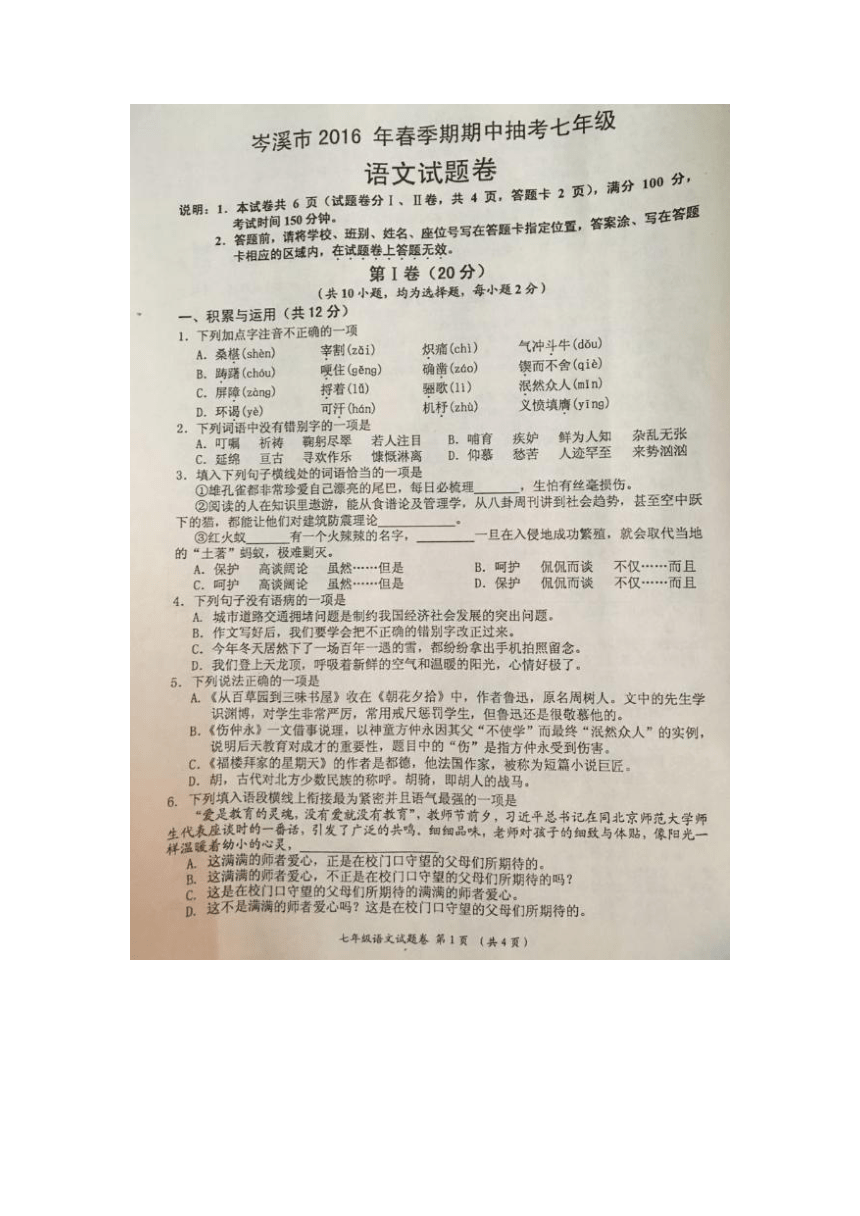 岑溪市 2016 年春季期期中抽考七年级
语文试题卷
说明：1．本试卷共 6 页（试题卷分Ⅰ、Ⅱ卷，共 4 页，答题卡 2 页），满分 100 分，
考试时间 150 分钟。
2．答题前，请将学校、班别、姓名、座位号写在答题卡指定位置，答案涂、写在答题
卡相应的区域内，在试题卷上答题无效。
第Ⅰ卷（20分）
（共 10 小题，均为选择题，每小题 2 分）
一、积累与运用（共 12 分）
1．下列加点字注音不正确的一项
A．桑椹(shèn) 宰割(zǎi) 炽痛(chì) 气冲斗牛(dǒu)
B．踌躇(chóu) 哽住(gěng) 确凿(záo) 锲而不舍(qiè)
C．屏障(zàng) 捋着(lǚ) 骊歌(lí) 泯然众人(mǐn)
D．环谒(yè) 可汗(hán) 机杼(zhù) 义愤填膺(yīng)
2．下列词语中没有错别字的一项是
A．叮嘱 祈祷 鞠躬尽翠 若人注目 B．哺育 疾妒 鲜为人知 杂乱无张
C．延绵 亘古 寻欢作乐 慷慨淋离 D．仰慕 愁苦 人迹罕至 来势汹汹
3．填入下列句子横线处的词语恰当的一项是
①雄孔雀都非常珍爱自己漂亮的尾巴，每日必梳理______，生怕有丝毫损伤。
②阅读的人在知识里遨游，能从食谱论及管理学，从八卦周刊讲到社会趋势，甚至空中跃
下的猫，都能让他们对建筑防震理论__________。
③红火蚁______有一个火辣辣的名字，________一旦在入侵地成功繁殖，就会取代当地
的“土著”蚂蚁，极难剿灭。
A．保护 高谈阔论 虽然……但是 B．呵护 侃侃而谈 不仅……而且
C．呵护 高谈阔论 虽然……但是 D．保护 侃侃而谈 不仅……而且
4．下列句子没有语病的一项是
A．城市道路交通拥堵问题是制约我国经济社会发展的突出问题。
B．作文写好后，我们要学会把不正确的错别字改正过来。
C．今年冬天居然下了一场百年一遇的雪，都纷纷拿出手机拍照留念。
D．我们登上天龙顶，呼吸着新鲜的空气和温暖的阳光，心情好极了。
5．下列说法正确的一项是
A．《从百草园到三味书屋》收在《朝花夕拾》中，作者鲁迅，原名周树人。文中的先生学
识渊博，对学生非常严厉，常用戒尺惩罚学生，但鲁迅还是很敬慕他的。
B．《伤仲永》一文借事说理，以神童方仲永因其父“不使学”而最终“泯然众人”的实例，
说明后天教育对成才的重要性，题目中的“伤”是指方仲永受到伤害。
C．《福楼拜家的星期天》的作者是都德，他法国作家，被称为短篇小说巨匠。
D．胡，古代对北方少数民族的称呼。胡骑，即胡人的战马。
6．下列填入语段横线上衔接最为紧密并且语气最强的一项是
“爱是教育的灵魂，没有爱就没有教育”，教师节前夕，习近平总书记在同北京师范大学师
生代表座谈时的一番话，引发了广泛的共鸣，细细品味，老师对孩子的细致与体贴，像阳光一
样温暖着幼小的心灵，__________
A．这满满的师者爱心，正是在校门口守望的父母们所期待的。
B．这满满的师者爱心，不正是在校门口守望的父母们所期待的吗？
C．这是在校门口守望的父母们所期待的满满的师者爱心。
D．这不是满满的师者爱心吗？这是在校门口守望的父母们所期待的。
七年级语文试题卷 第 1 页 （共 4 页）